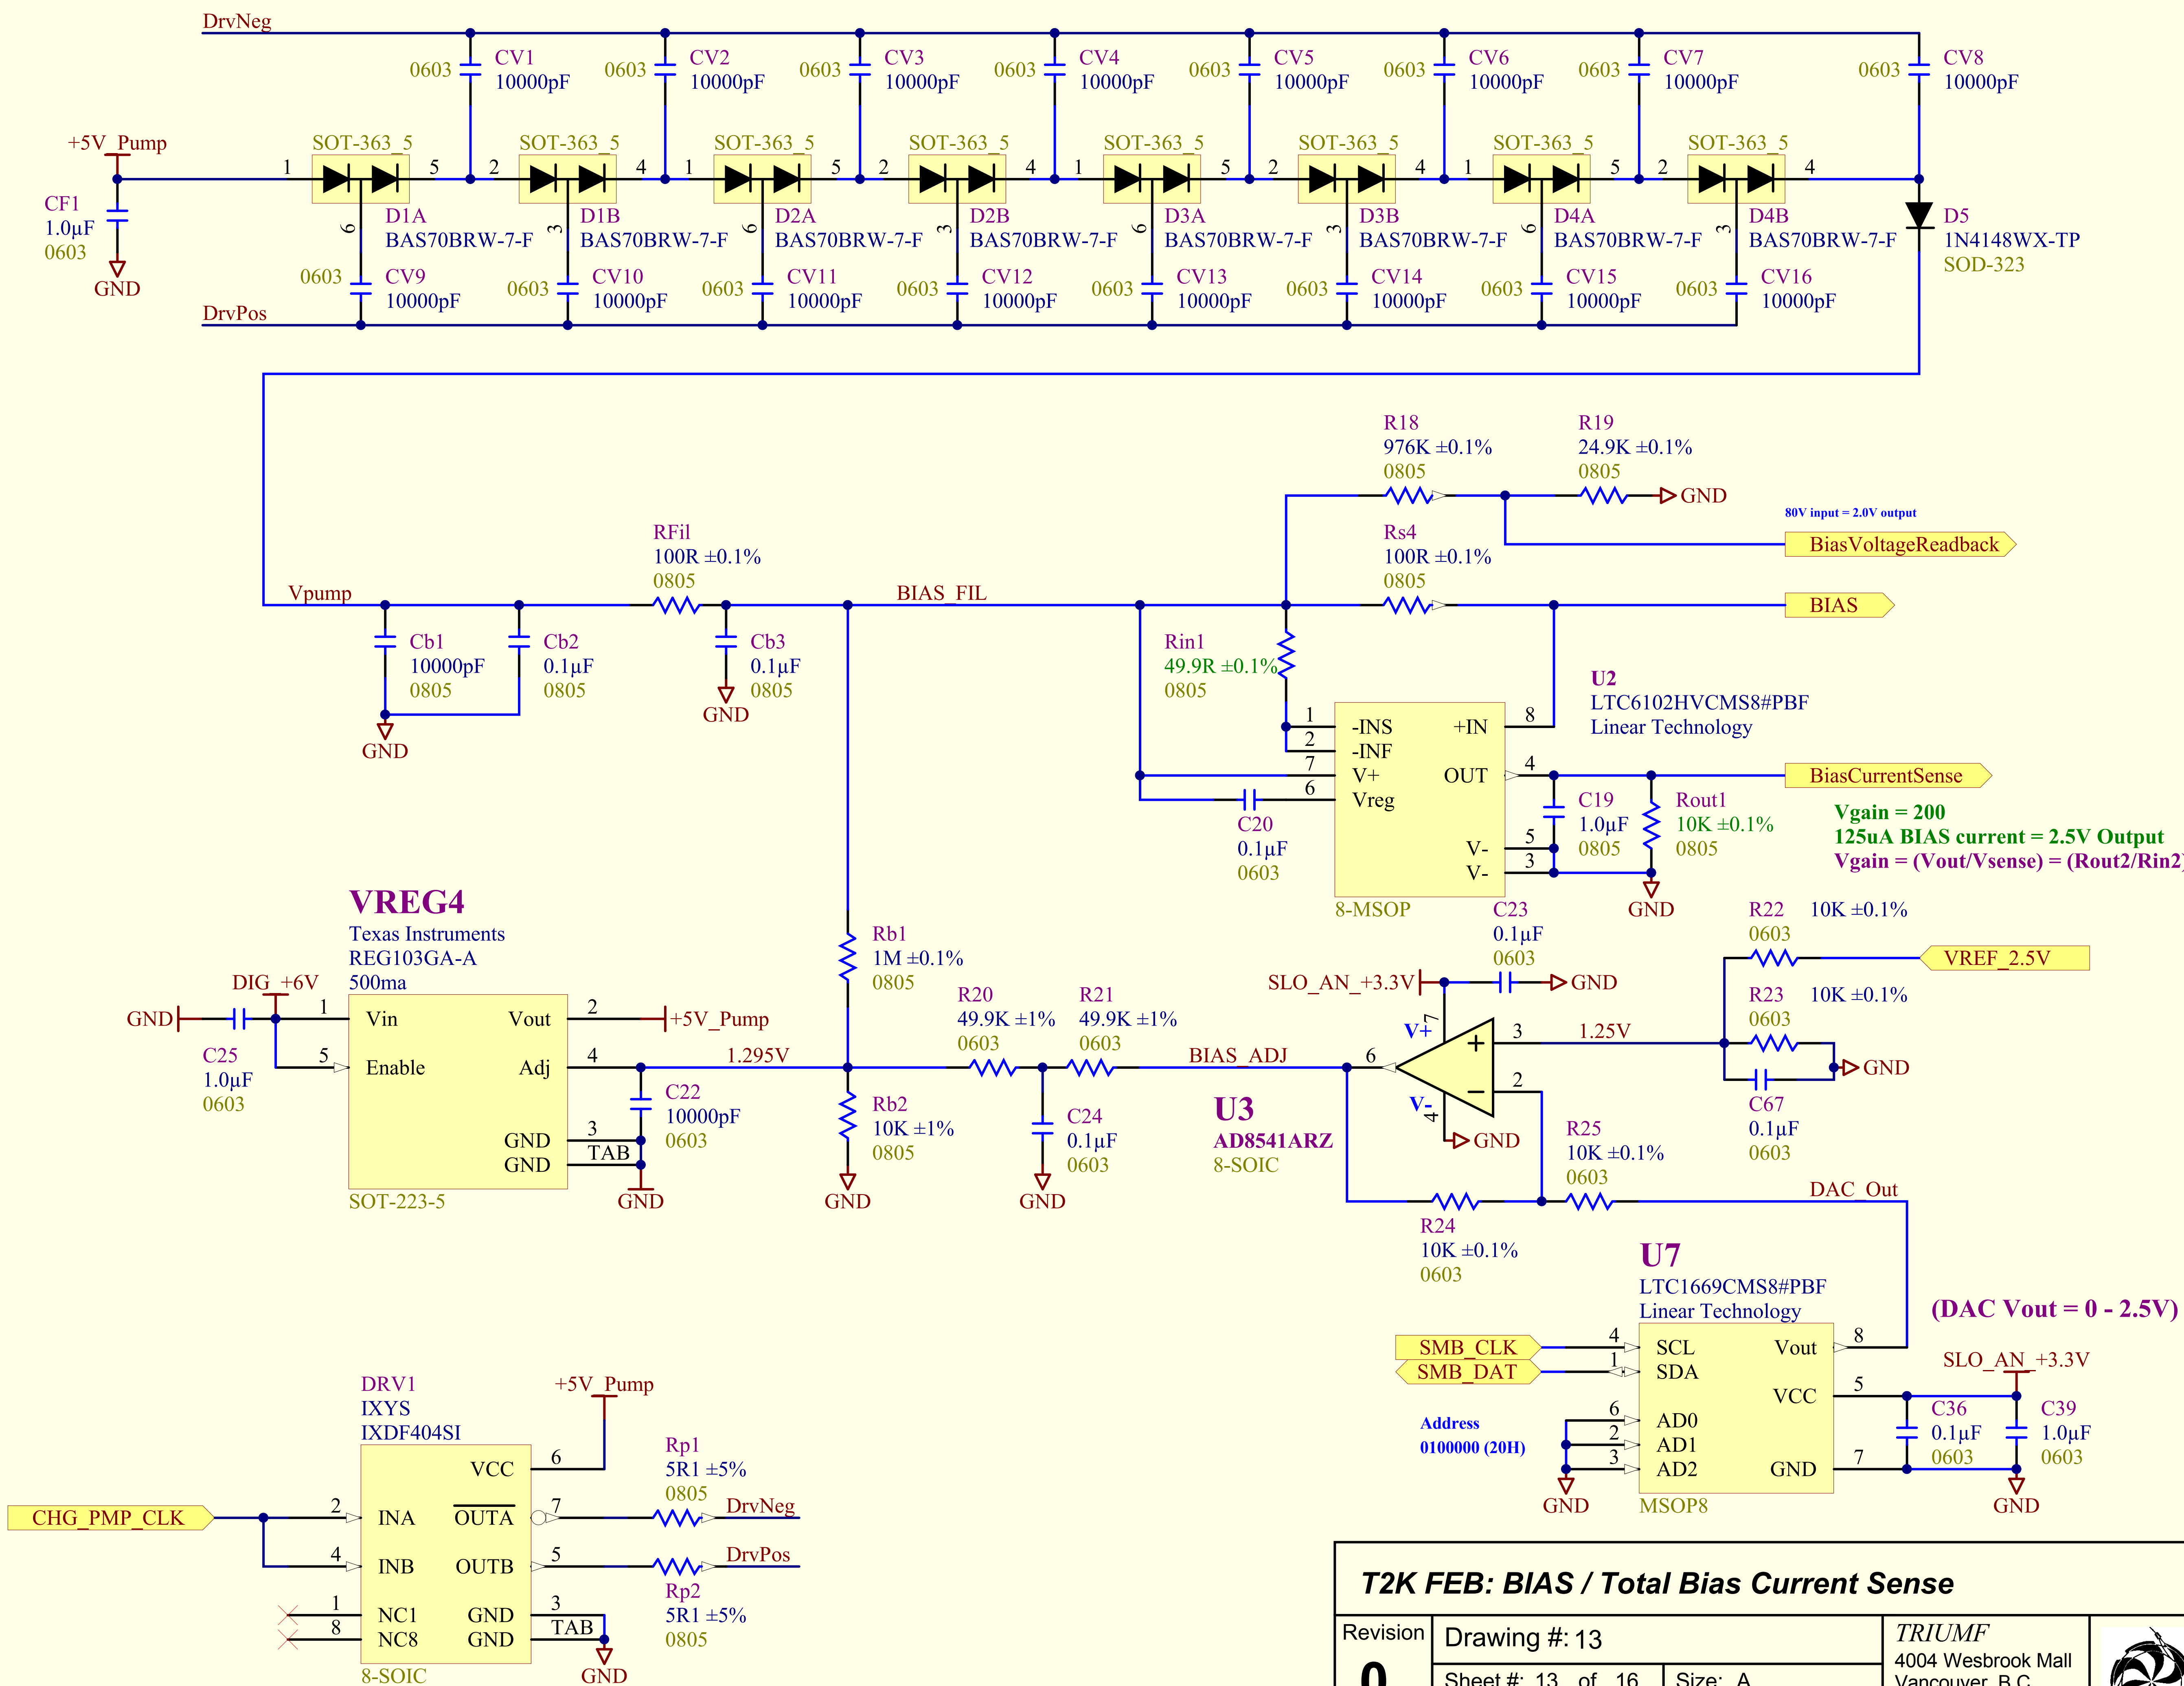 DrvNeg
0603 CV1 10000pF
0603 CV2 10000pF
0603 CV3 10000pF
0603 CV4 10000pF
0603 CV5 10000pF
0603 CV6 10000pF
0603 CV7 10000pF
0603 CV8 10000pF
+5V_Pump
CF1
1.0µF
0603
GND
1 SOT-363_5 5
6
D1A
BAS70BRW-7-F
2 SOT-363_5 4
3
D1B
BAS70BRW-7-F
1 SOT-363_5 5
6
D2A
BAS70BRW-7-F
2 SOT-363_5 4
3
D2B
BAS70BRW-7-F
1 SOT-363_5 5
6
D3A
BAS70BRW-7-F
2 SOT-363_5 4
3
D3B
BAS70BRW-7-F
1 SOT-363_5 5
6
D4A
BAS70BRW-7-F
2 SOT-363_5 4
3
D4B
BAS70BRW-7-F
D5
1N4148WX-TP
SOD-323
0603 CV9 10000pF
0603 CV10 10000pF
0603 CV11 10000pF
0603 CV12 10000pF
0603 CV13 10000pF
0603 CV14 10000pF
0603 CV15 10000pF
0603 CV16 10000pF
DrvPos
R18
976K ±0.1%
0805
R19
24.9K ±0.1%
0805
GND
80V input = 2.0V output
BiasVoltageReadback
RFil
100R ±0.1%
0805
Rs4
100R ±0.1%
0805
Vpump
BIAS_FIL
BIAS
Cb1
10000pF
0805
Cb2
0.1µF
0805
GND
Cb3
0.1µF
0805
GND
Rin1
49.9R ±0.1%
0805
U2
LTC6102HVCMS8#PBF
Linear Technology
1 -INS
2 -INF
7 V+
6 Vreg
+IN 8
OUT 4
V- 5
V- 3
8-MSOP
C20
0.1µF
0603
C19
1.0µF
0805
Rout1
10K ±0.1%
0805
GND
BiasCurrentSense
Vgain = 200
125uA BIAS current = 2.5V Output
Vgain = (Vout/Vsense) = (Rout2/Rin2)
VREG4
Texas Instruments
REG103GA-A
500ma
DIG_+6V
GND
C25
1.0µF
0603
1 Vin
5 Enable
Vout 2
Adj 4
GND 3
GND TAB
SOT-223-5
+5V_Pump
1.295V
C22
10000pF
0603
GND
Rb1
1M ±0.1%
0805
Rb2
10K ±1%
0805
GND
R20
49.9K ±1%
0603
R21
49.9K ±1%
0603
C24
0.1µF
0603
GND
BIAS_ADJ
U3
AD8541ARZ
8-SOIC
C23
0.1µF
0603
SLO_AN_+3.3V
GND
V+ 7
6
3
2
V- 4
GND
1.25V
R22 10K ±0.1%
0603
VREF_2.5V
R23 10K ±0.1%
0603
GND
C67
0.1µF
0603
R25
10K ±0.1%
0603
R24
10K ±0.1%
0603
DAC_Out
U7
LTC1669CMS8#PBF
Linear Technology
(DAC Vout = 0 - 2.5V)
SMB_CLK
SMB_DAT
4 SCL
1 SDA
6 AD0
2 AD1
3 AD2
Vout 8
VCC 5
GND 7
MSOP8
Address
0100000 (20H)
GND
SLO_AN_+3.3V
C36
0.1µF
0603
C39
1.0µF
0603
GND
DRV1
IXYS
IXDF404SI
+5V_Pump
CHG_PMP_CLK
2 INA
4 INB
1 NC1
8 NC8
VCC 6
OUTA 7
OUTB 5
GND 3
GND TAB
8-SOIC
GND
Rp1
5R1 ±5%
0805
DrvNeg
DrvPos
Rp2
5R1 ±5%
0805
T2K FEB: BIAS / Total Bias Current Sense
Revision
0
Drawing #: 13
Sheet #: 13 of 16
Size: A
TRIUMF
4004 Wesbrook Mall
Vancouver, B.C.